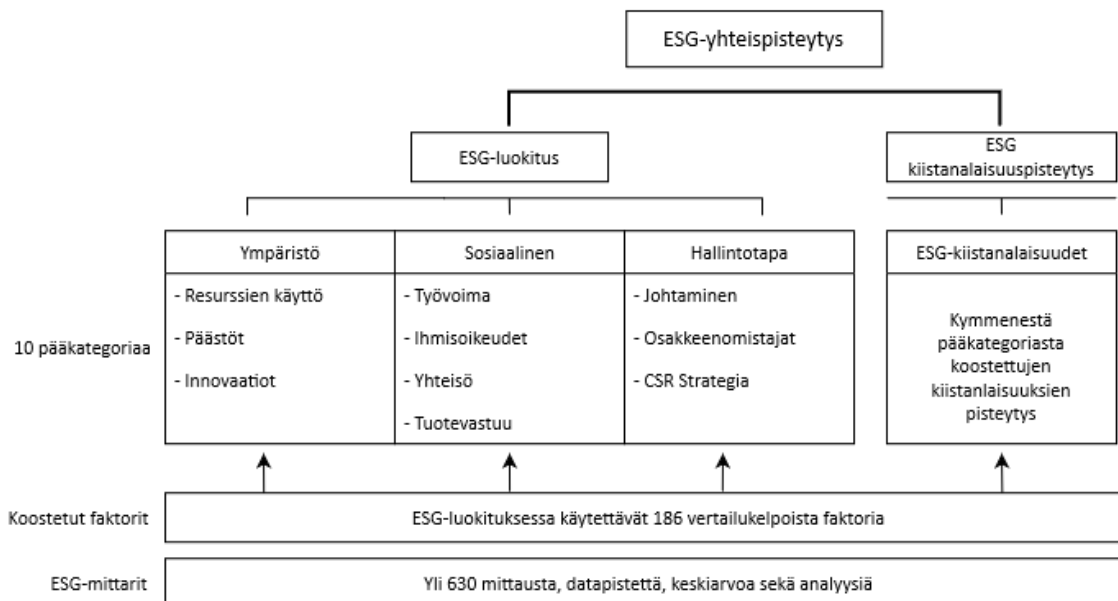 ESG-yhteispisteytys
ESG-luokitus
ESG
kiistanalaisuuspisteytys
Ympäristö
Sosiaalinen
Hallintotapa
ESG-kiistanalaisuudet
10 pääkategoriaa
- Resurssien käyttö
- Päästöt
- Innovaatiot
- Työvoima
- Ihmisoikeudet
- Yhteisö
- Tuotevastuu
- Johtaminen
- Osakkeenomistajat
- CSR Strategia
Kymmenestä
pääkategoriasta
koostettujen
kiistanlaisuuksien
pisteytys
Koostetut faktorit
ESG-luokituksessa käytettävät 186 vertailukelpoista faktoria
ESG-mittarit
Yli 630 mittausta, datapistettä, keskiarvoa sekä analyysiä